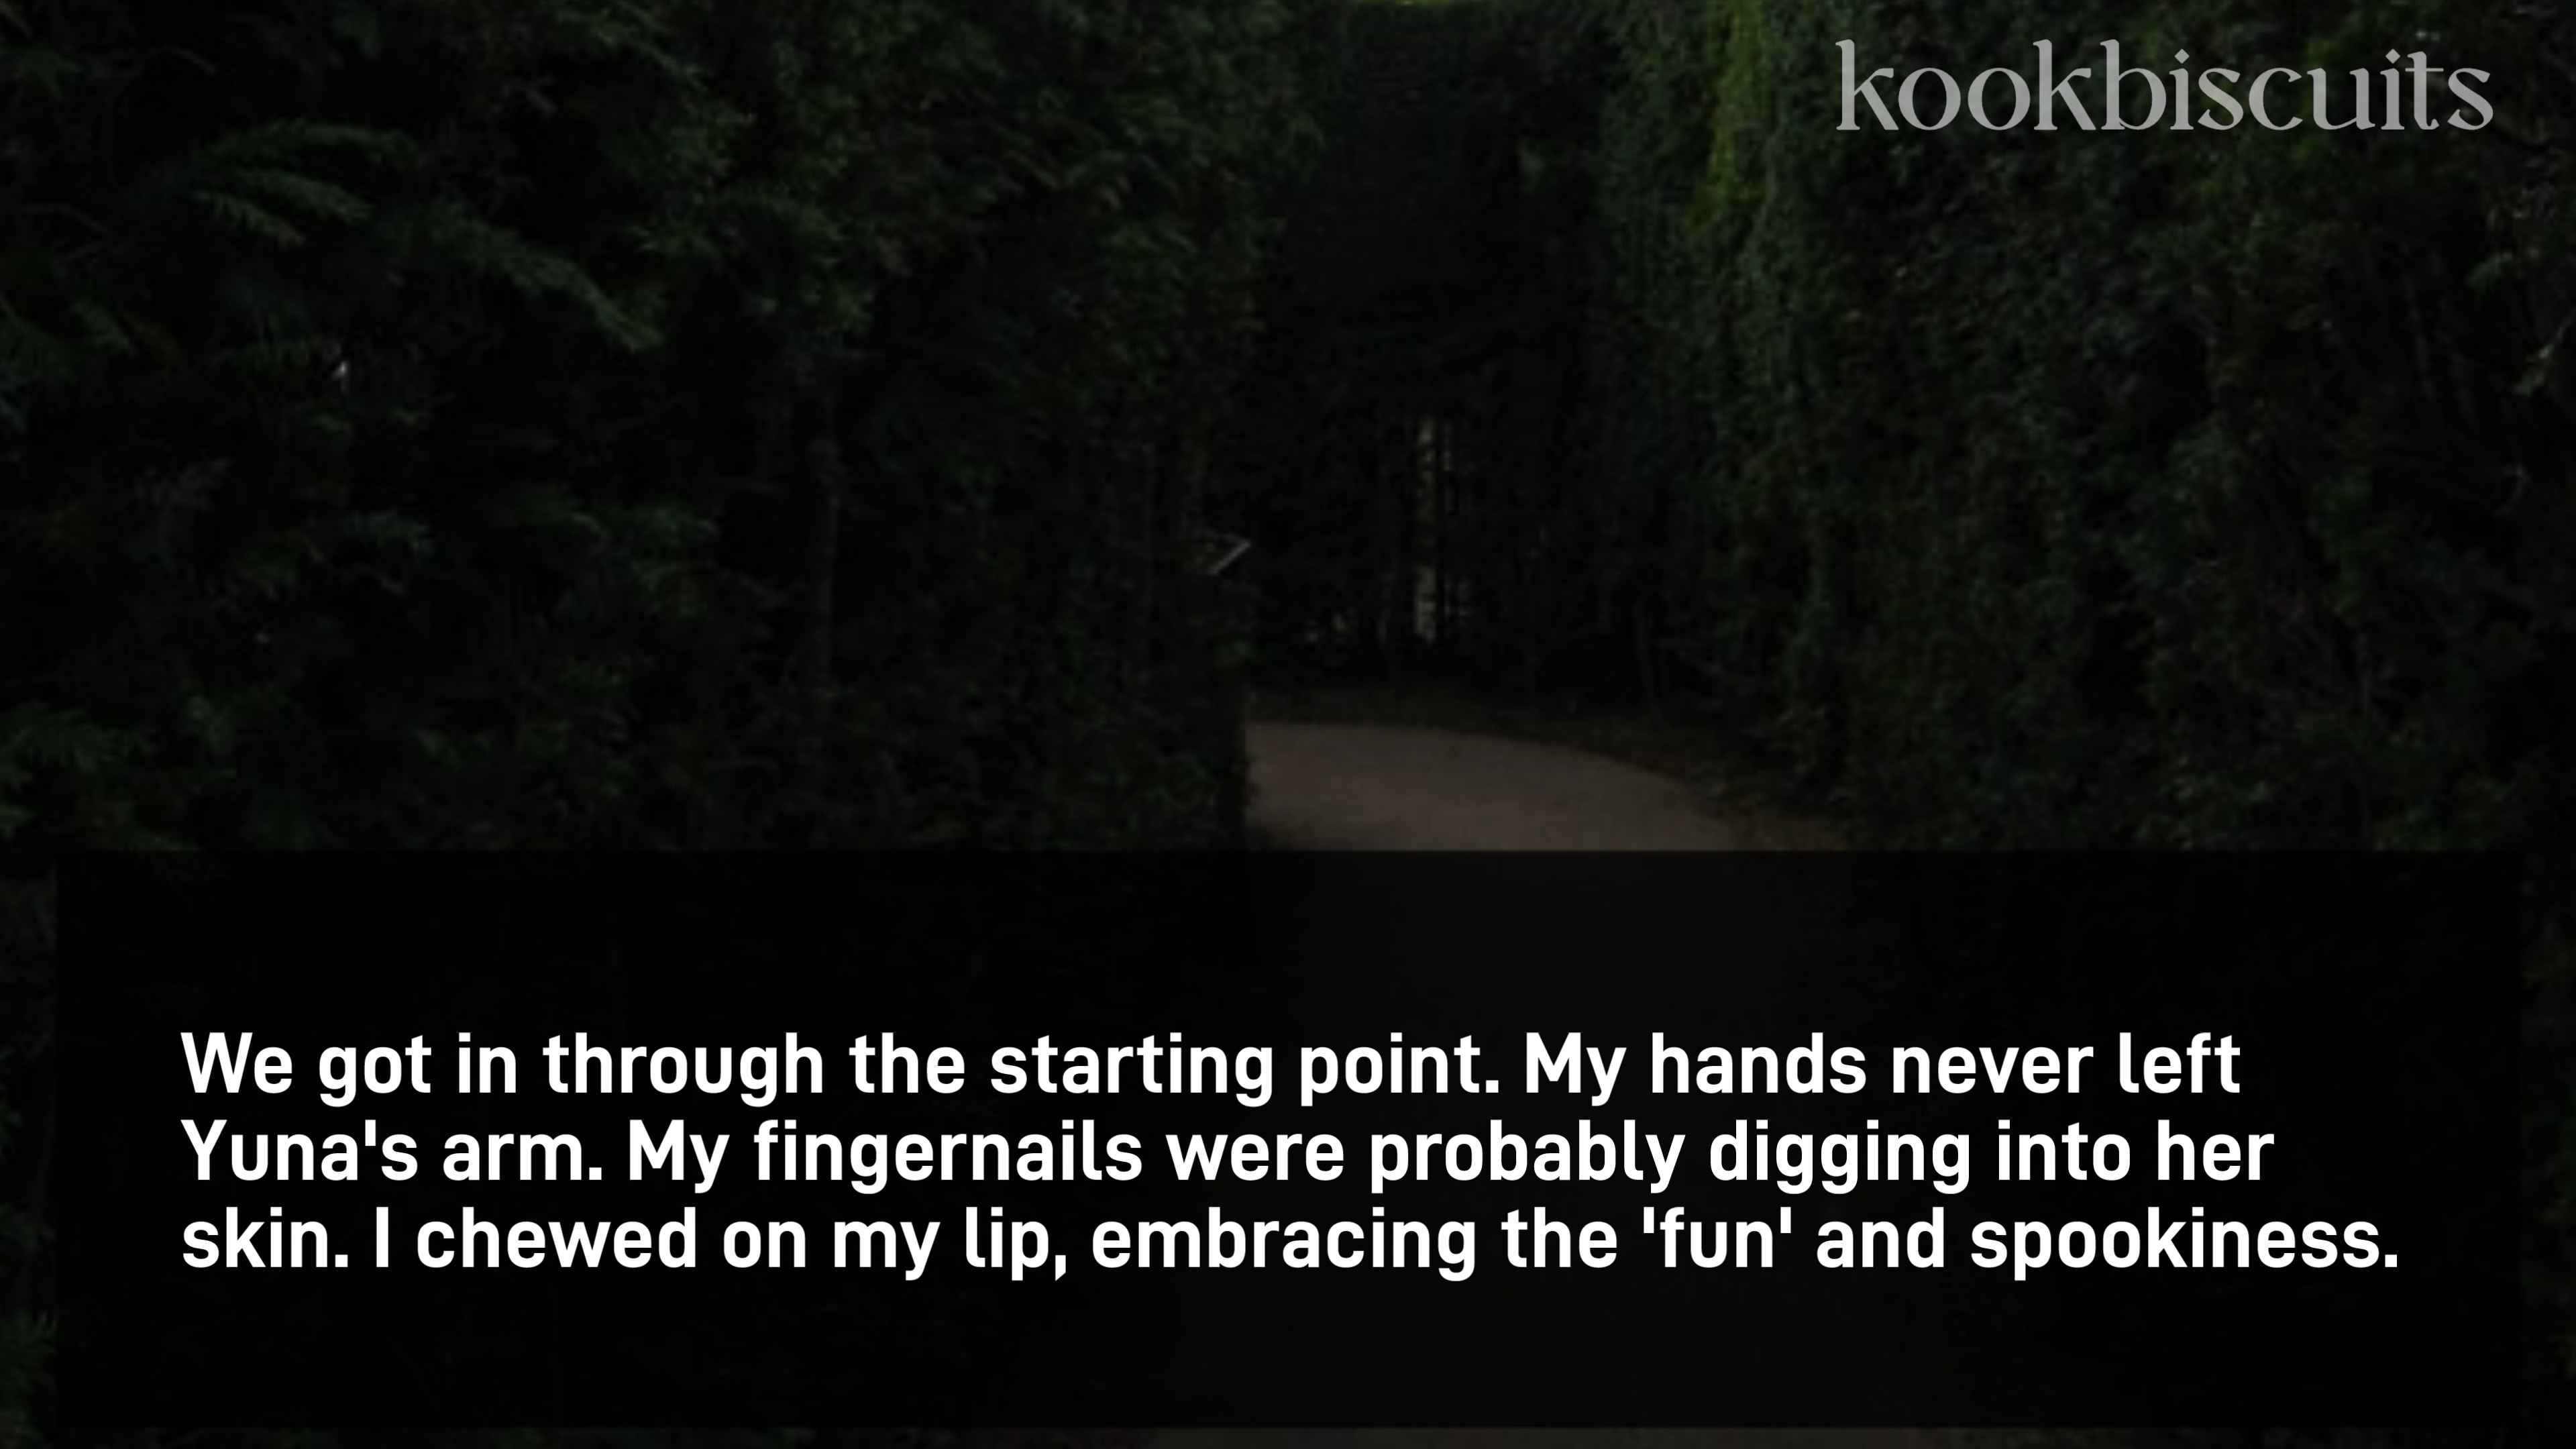 kookbiscuits
We got in through the starting point. My hands never left
Yuna's arm. My fingernails were probably digging into her
skin. I chewed on my lip, embracing the 'fun' and spookiness.